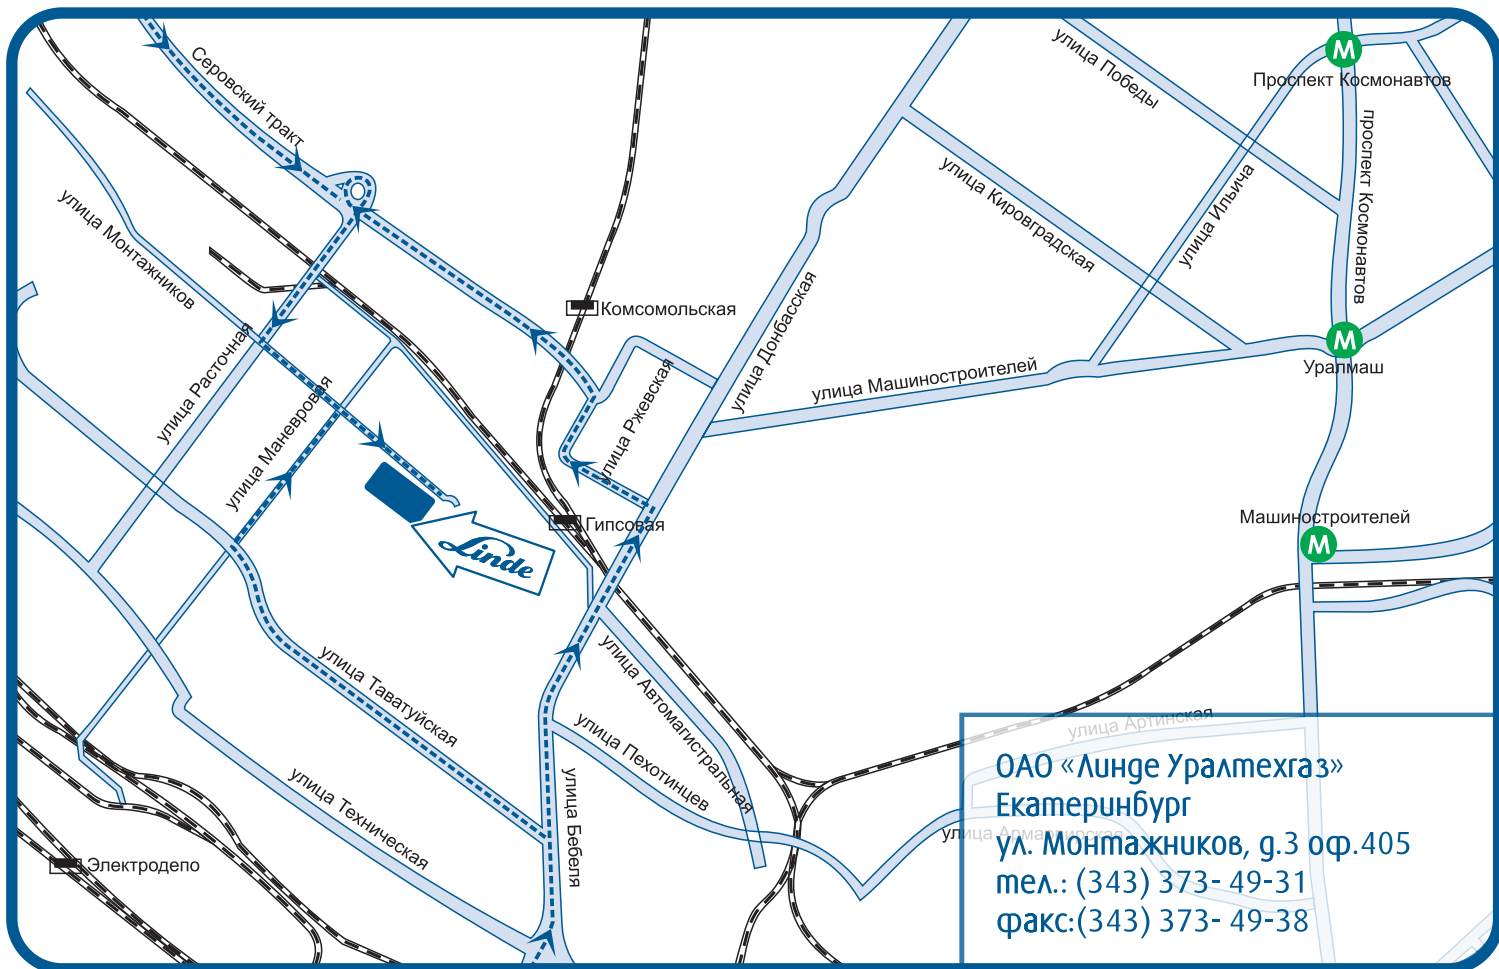 Серовский тракт
улица Победы
М
Проспект Космонавтов
проспект Космонавтов
улица Монтажников
улица Кировградская
улица Ильича
Комсомольская
улица Донбасская
М
Уралмаш
улица Расточная
улица Маневровая
улица Ржевская
улица Машиностроителей
Гипсовая
Linde
Машиностроителей
М
улица Таватуйская
улица Автомагистральная
улица Пехотинцев
улица Артинская
улица Техническая
улица Бебеля
улица Армавирская
Электродепо
ОАО «Линде Уралтехгаз»
Екатеринбург
ул. Монтажников, д.3 оф.405
тел.: (343) 373- 49-31
факс:(343) 373- 49-38